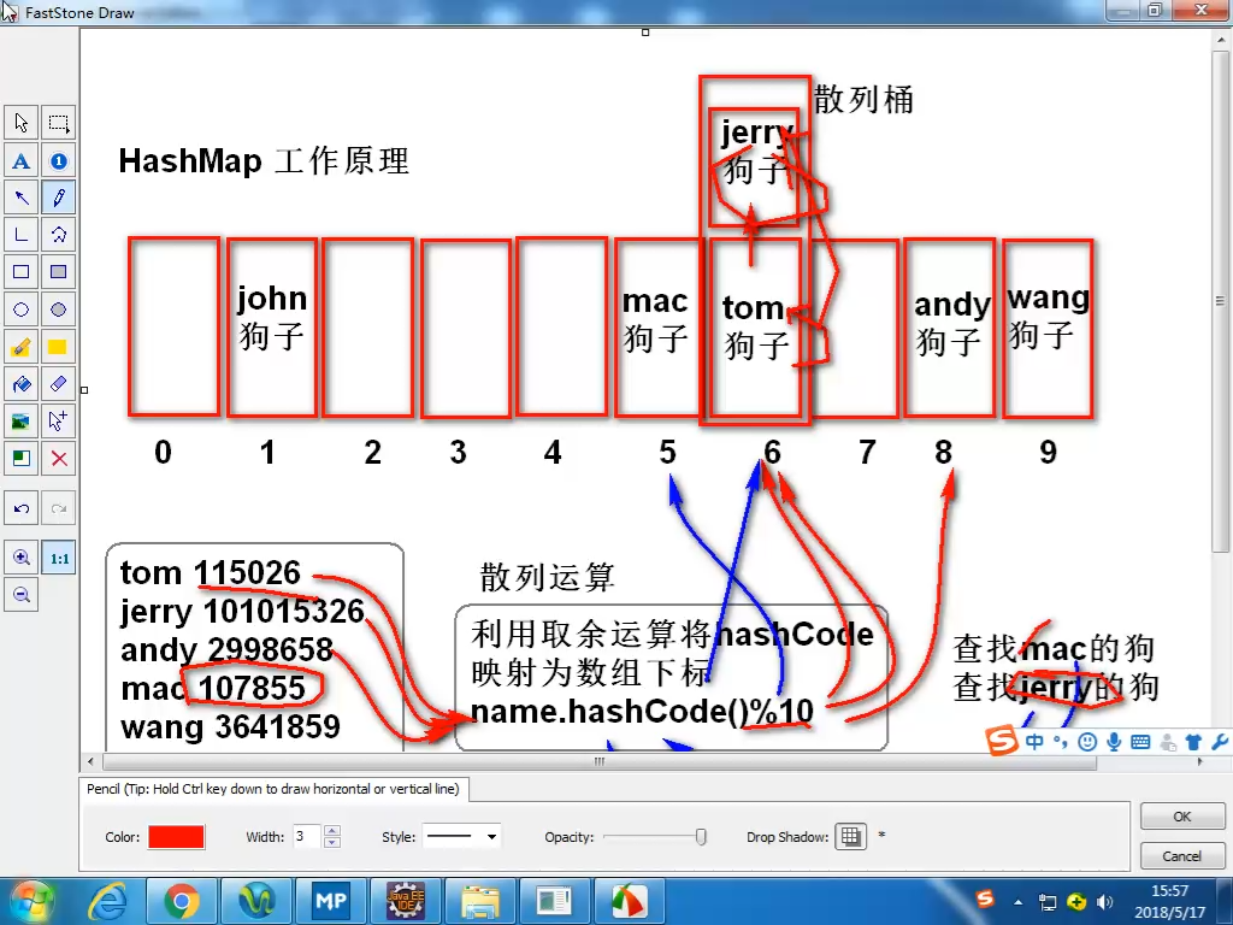 FastStone Draw
散列桶
jerry
狗子
HashMap 工作原理
john
狗子
mac
狗子
tom
狗子
andy
狗子
wang
狗子
0 1 2 3 4 5 6 7 8 9
tom 115026
jerry 101015326
andy 2998658
mac 107855
wang 3641859
散列运算
利用取余运算将hashCode
映射为数组下标
name.hashCode()%10
查找mac的狗
查找jerry的狗
中
Pencil (Tip: Hold Ctrl key down to draw horizontal or vertical line)
Color:
Width: 3
Style:
Opacity:
Drop Shadow:
*
OK
Cancel
A
1
1:1
MP
Java EE
IDE
15:57
2018/5/17